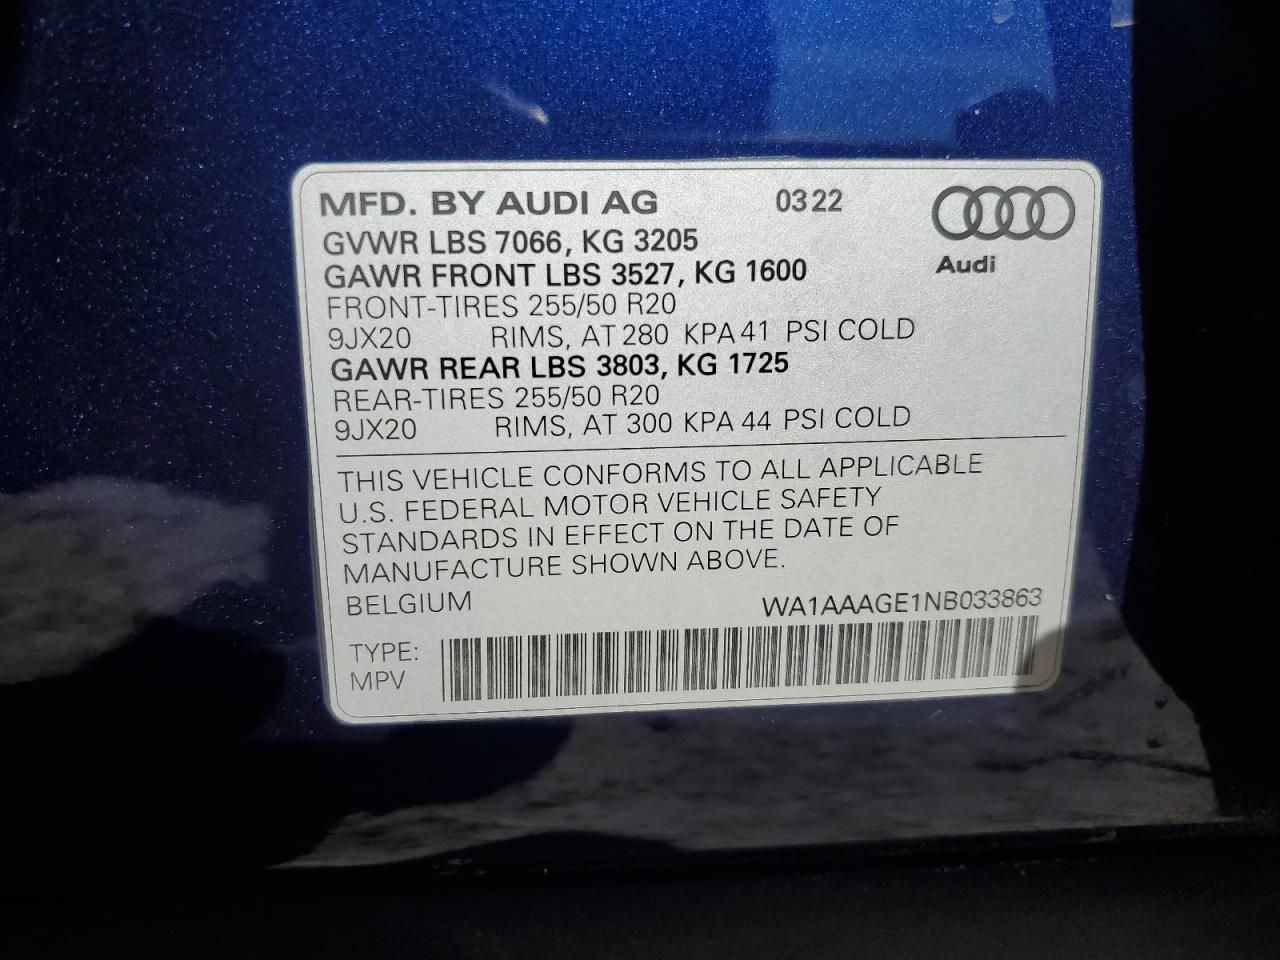 MFD. BY AUDI AG 03 22
GVWR LBS 7066, KG 3205
GAWR FRONT LBS 3527, KG 1600
Audi
FRONT-TIRES 255/50 R20
9JX20 RIMS, AT 280 KPA 41 PSI COLD
GAWR REAR LBS 3803, KG 1725
REAR-TIRES 255/50 R20
9JX20 RIMS, AT 300 KPA 44 PSI COLD
THIS VEHICLE CONFORMS TO ALL APPLICABLE
U.S. FEDERAL MOTOR VEHICLE SAFETY
STANDARDS IN EFFECT ON THE DATE OF
MANUFACTURE SHOWN ABOVE.
BELGIUM WA1AAAGE1NB033863
TYPE:
MPV